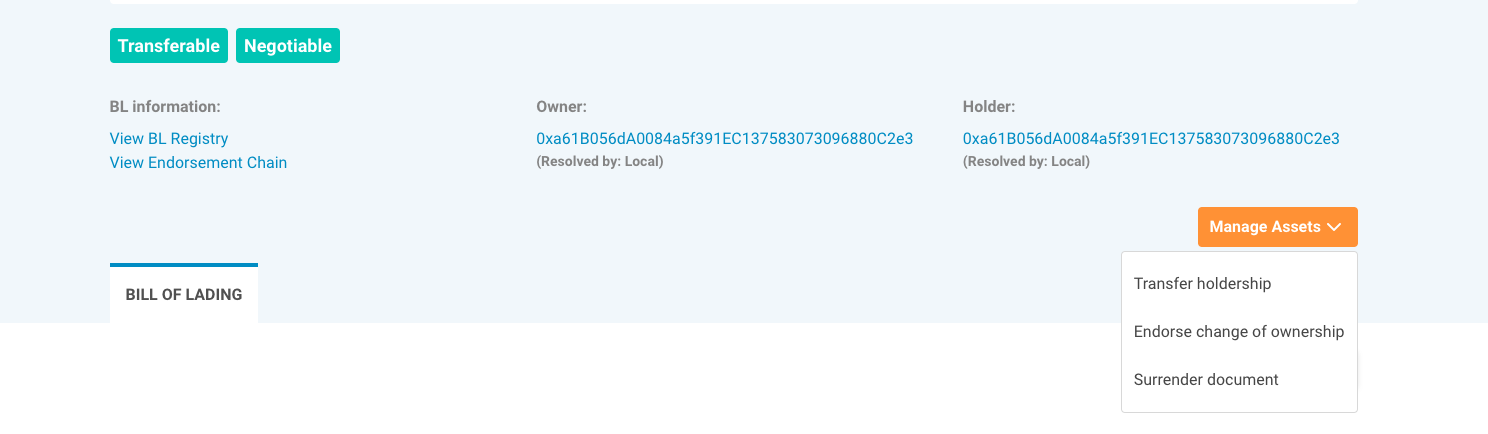 Transferable Negotiable
BL information:
View BL Registry
View Endorsement Chain
Owner:
0xa61B056dA0084a5f391EC137583073096880C2e3
(Resolved by: Local)
Holder:
0xa61B056dA0084a5f391EC137583073096880C2e3
(Resolved by: Local)
Manage Assets
Transfer holdership
Endorse change of ownership
Surrender document
BILL OF LADING